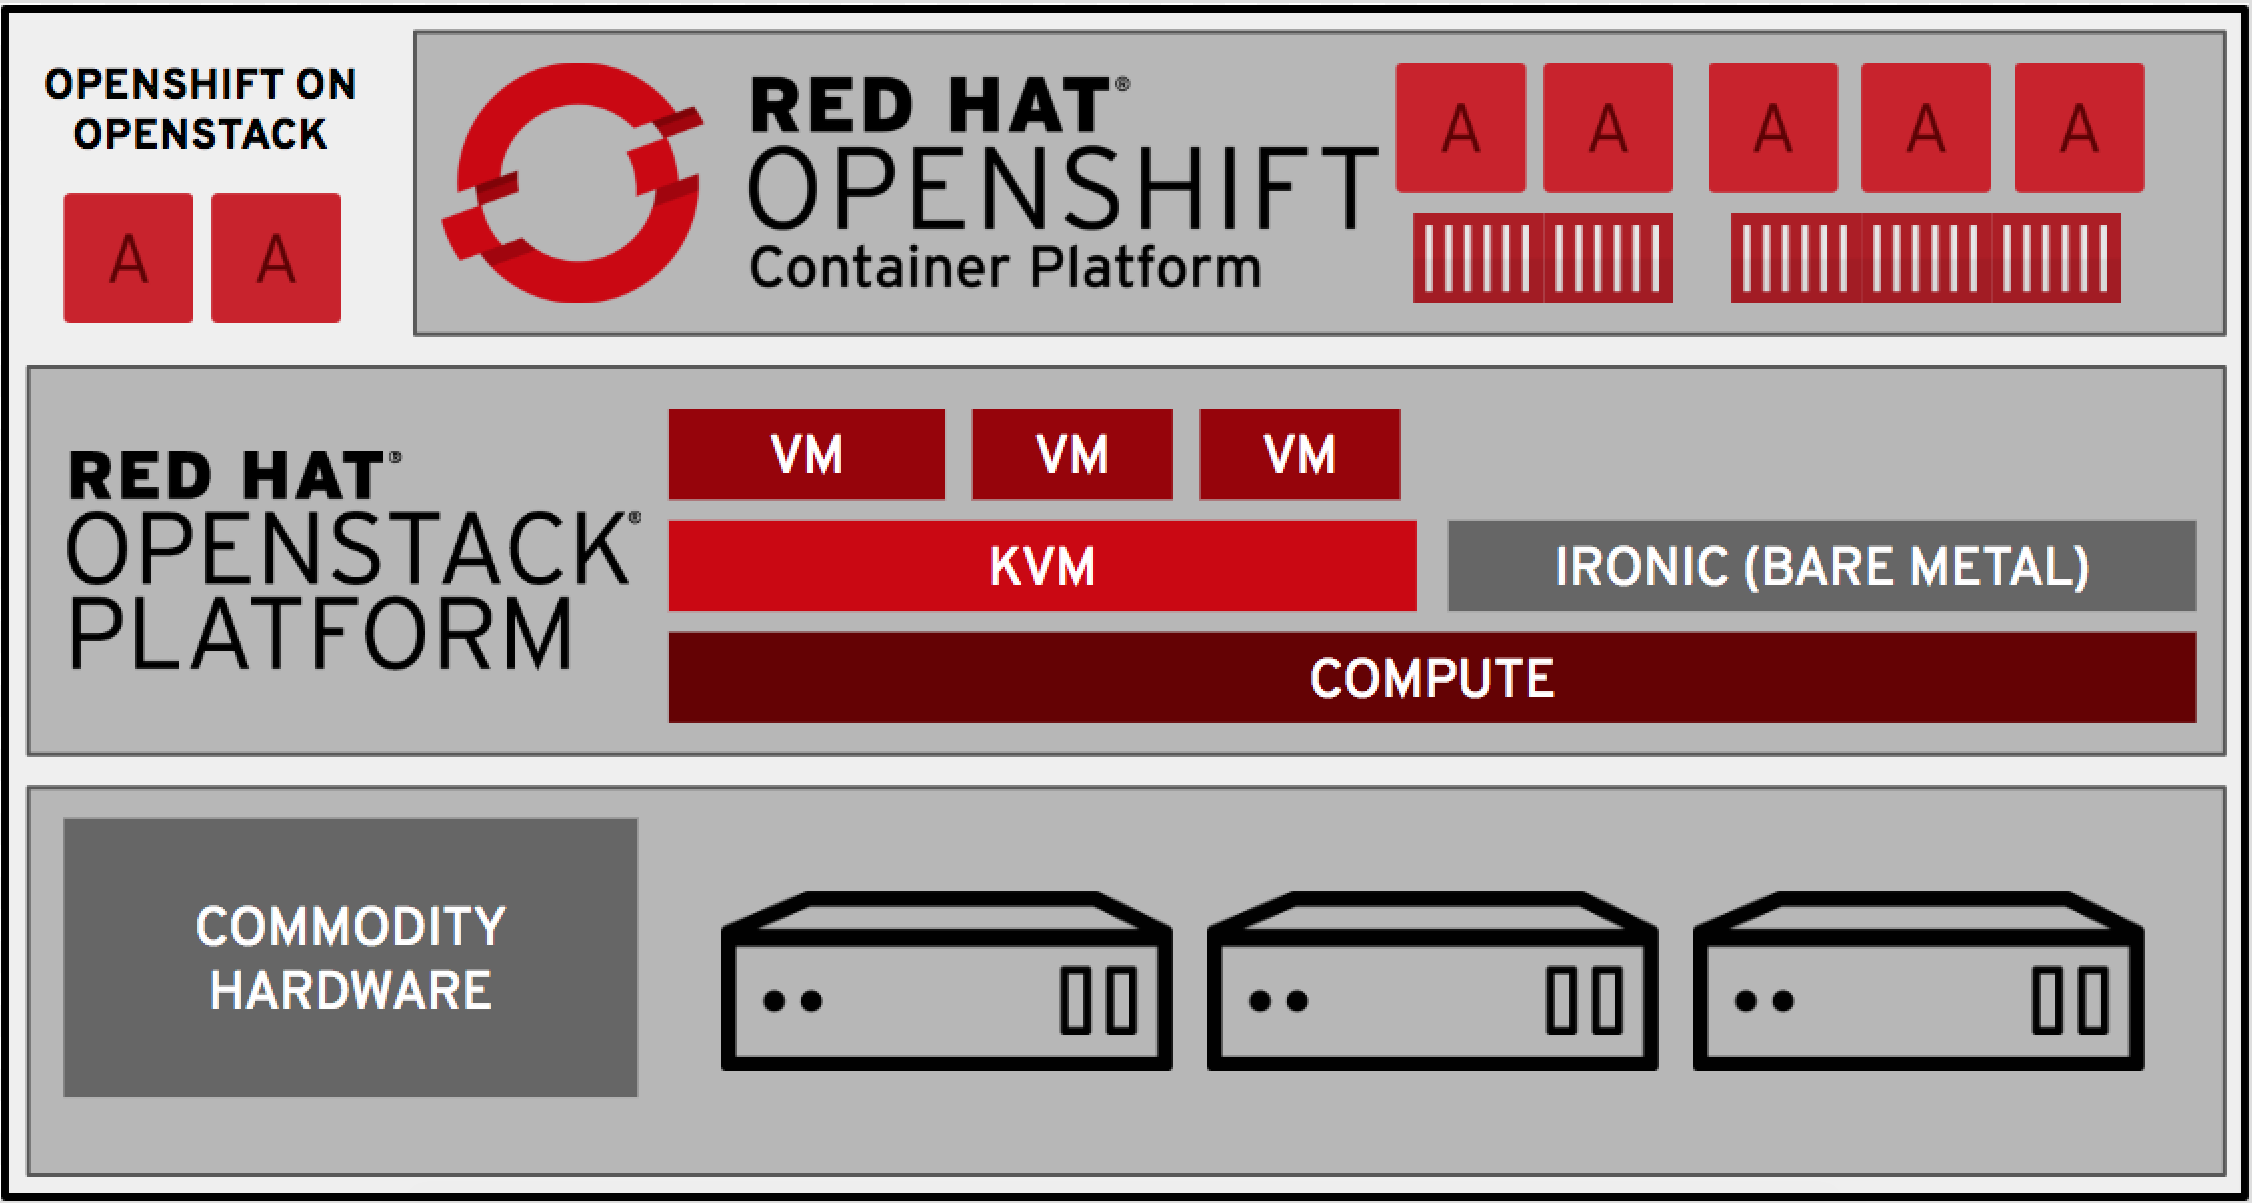 OPENSHIFT ON
OPENSTACK
A A
RED HAT®
OPENSHIFT
Container Platform
A A A A A
RED HAT®
OPENSTACK®
PLATFORM
VM VM VM
KVM
IRONIC (BARE METAL)
COMPUTE
COMMODITY
HARDWARE